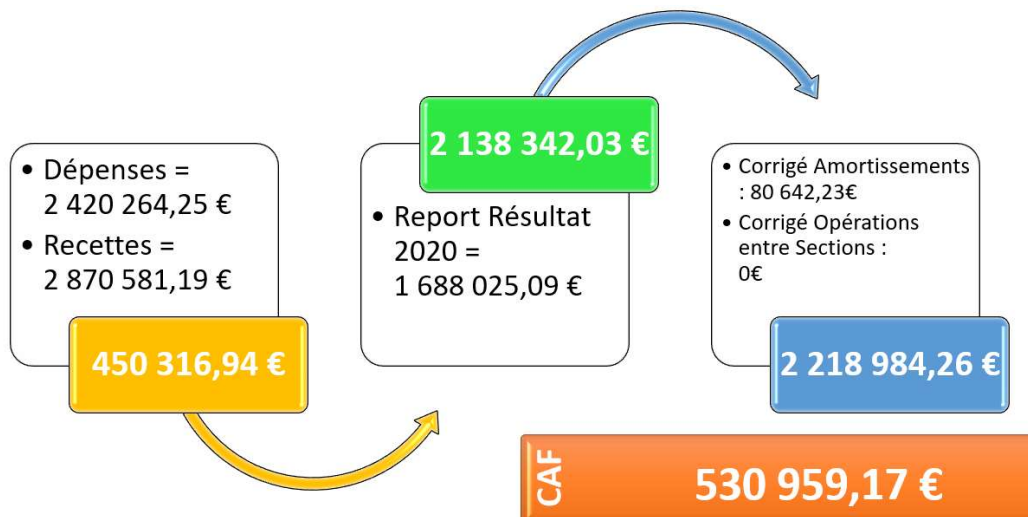 • Dépenses =
2 420 264,25 €
• Recettes =
2 870 581,19 €
450 316,94 €
2 138 342,03 €
• Report Résultat
2020 =
1 688 025,09 €
• Corrigé Amortissements
: 80 642,23€
• Corrigé Opérations
entre Sections :
0€
2 218 984,26 €
CAF
530 959,17 €